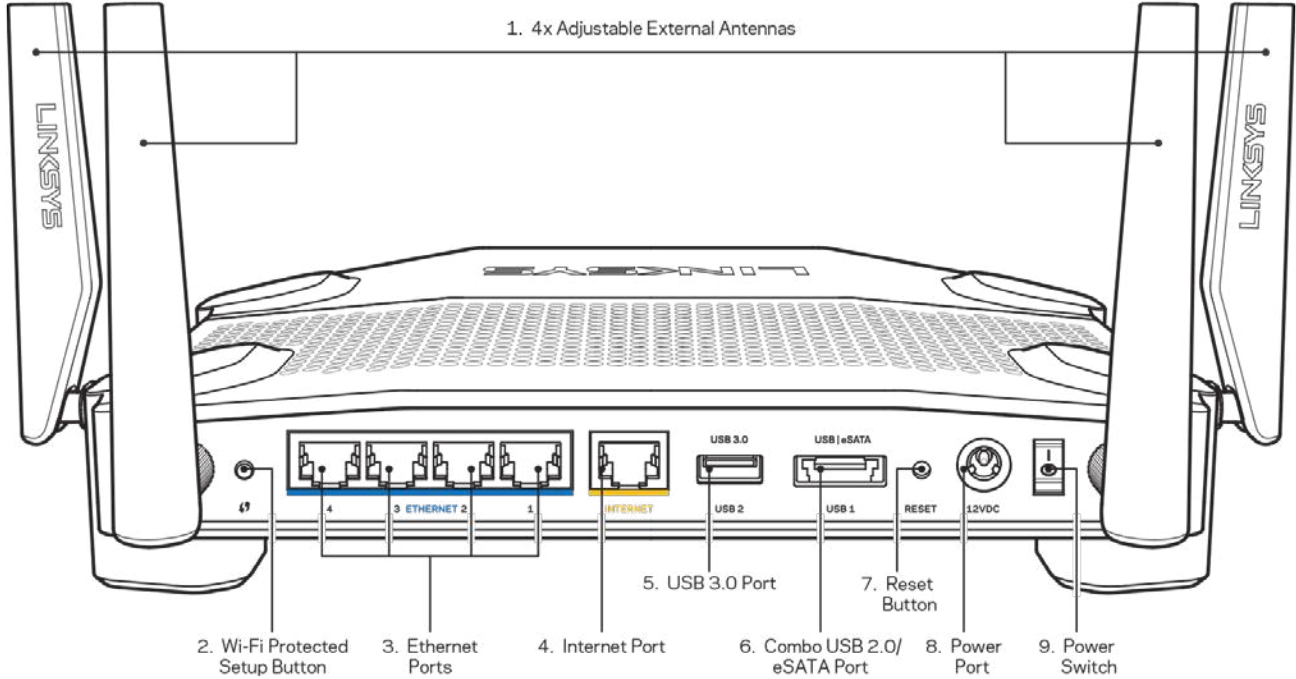 1. 4x Adjustable External Antennas
LINKSYS
LINKSYS
LINKSYS
USB 3.0
USB | eSATA
4
3
ETHERNET
2
1
INTERNET
USB 2
USB 1
RESET
12VDC
5. USB 3.0 Port
7. Reset
Button
2. Wi-Fi Protected
Setup Button
3. Ethernet
Ports
4. Internet Port
6. Combo USB 2.0/
eSATA Port
8. Power
Port
9. Power
Switch